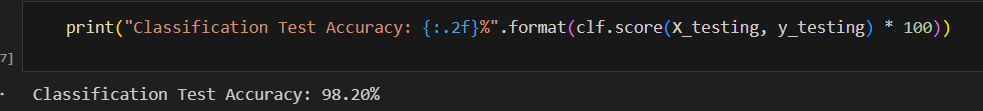 print("Classification Test Accuracy: {:.2f}%".format(clf.score(X_testing, y_testing) * 100))
7]
Classification Test Accuracy: 98.20%